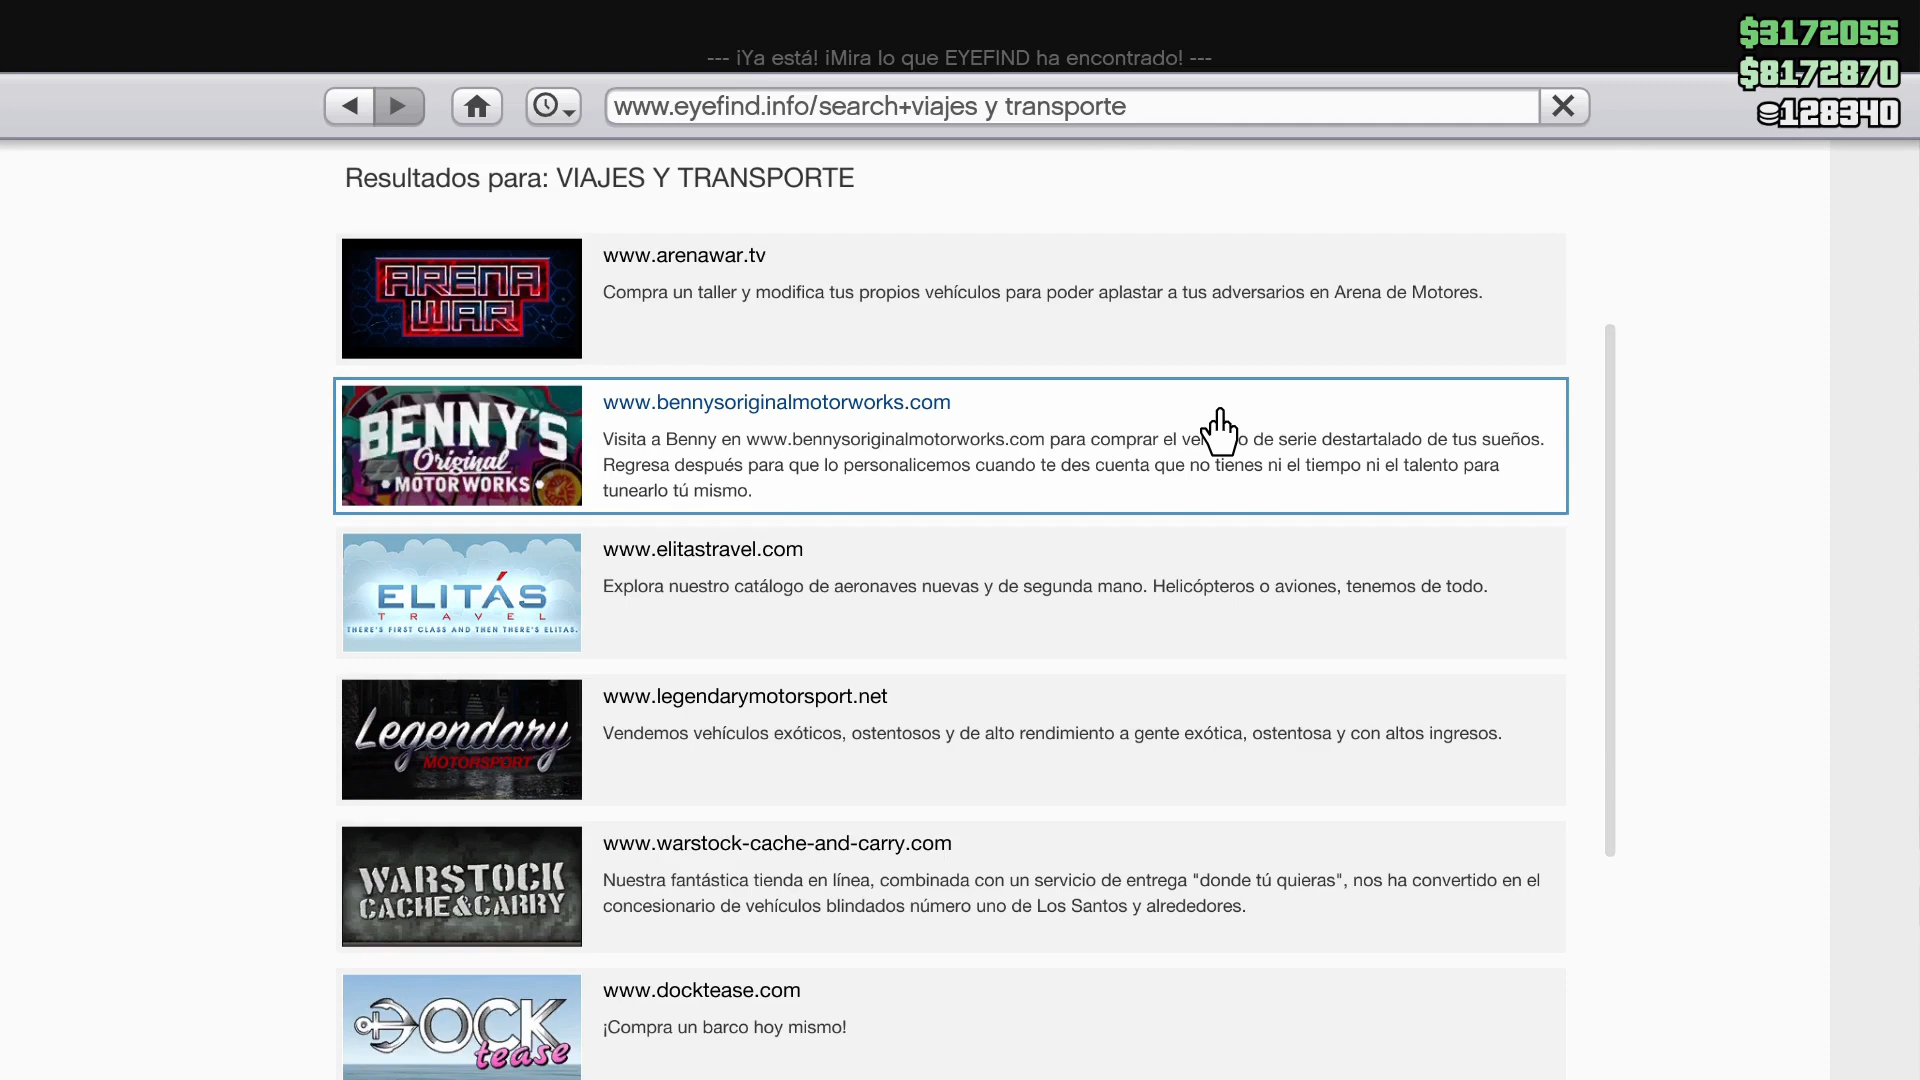 $3172055
--- ¡Ya está! ¡Mira lo que EYEFIND ha encontrado! ---
$8172870
www.eyefind.info/search+viajes y transporte
128340
Resultados para: VIAJES Y TRANSPORTE
ARENA
WAR
www.arenawar.tv
Compra un taller y modifica tus propios vehículos para poder aplastar a tus adversarios en Arena de Motores.
BENNY'S
Original
MOTOR WORKS
www.bennysoriginalmotorworks.com
Visita a Benny en www.bennysoriginalmotorworks.com para comprar el ve o de serie destartalado de tus sueños.
Regresa después para que lo personalicemos cuando te des cuenta que no tienes ni el tiempo ni el talento para
tunearlo tú mismo.
ELITÁS
TRAVEL
THERE'S FIRST CLASS AND THEN THERE'S ELITAS.
www.elitastravel.com
Explora nuestro catálogo de aeronaves nuevas y de segunda mano. Helicópteros o aviones, tenemos de todo.
Legendary
MOTORSPORT
www.legendarymotorsport.net
Vendemos vehículos exóticos, ostentosos y de alto rendimiento a gente exótica, ostentosa y con altos ingresos.
WARSTOCK
CACHE&CARRY
www.warstock-cache-and-carry.com
Nuestra fantástica tienda en línea, combinada con un servicio de entrega "donde tú quieras", nos ha convertido en el
concesionario de vehículos blindados número uno de Los Santos y alrededores.
DOCK
tease
www.docktease.com
¡Compra un barco hoy mismo!